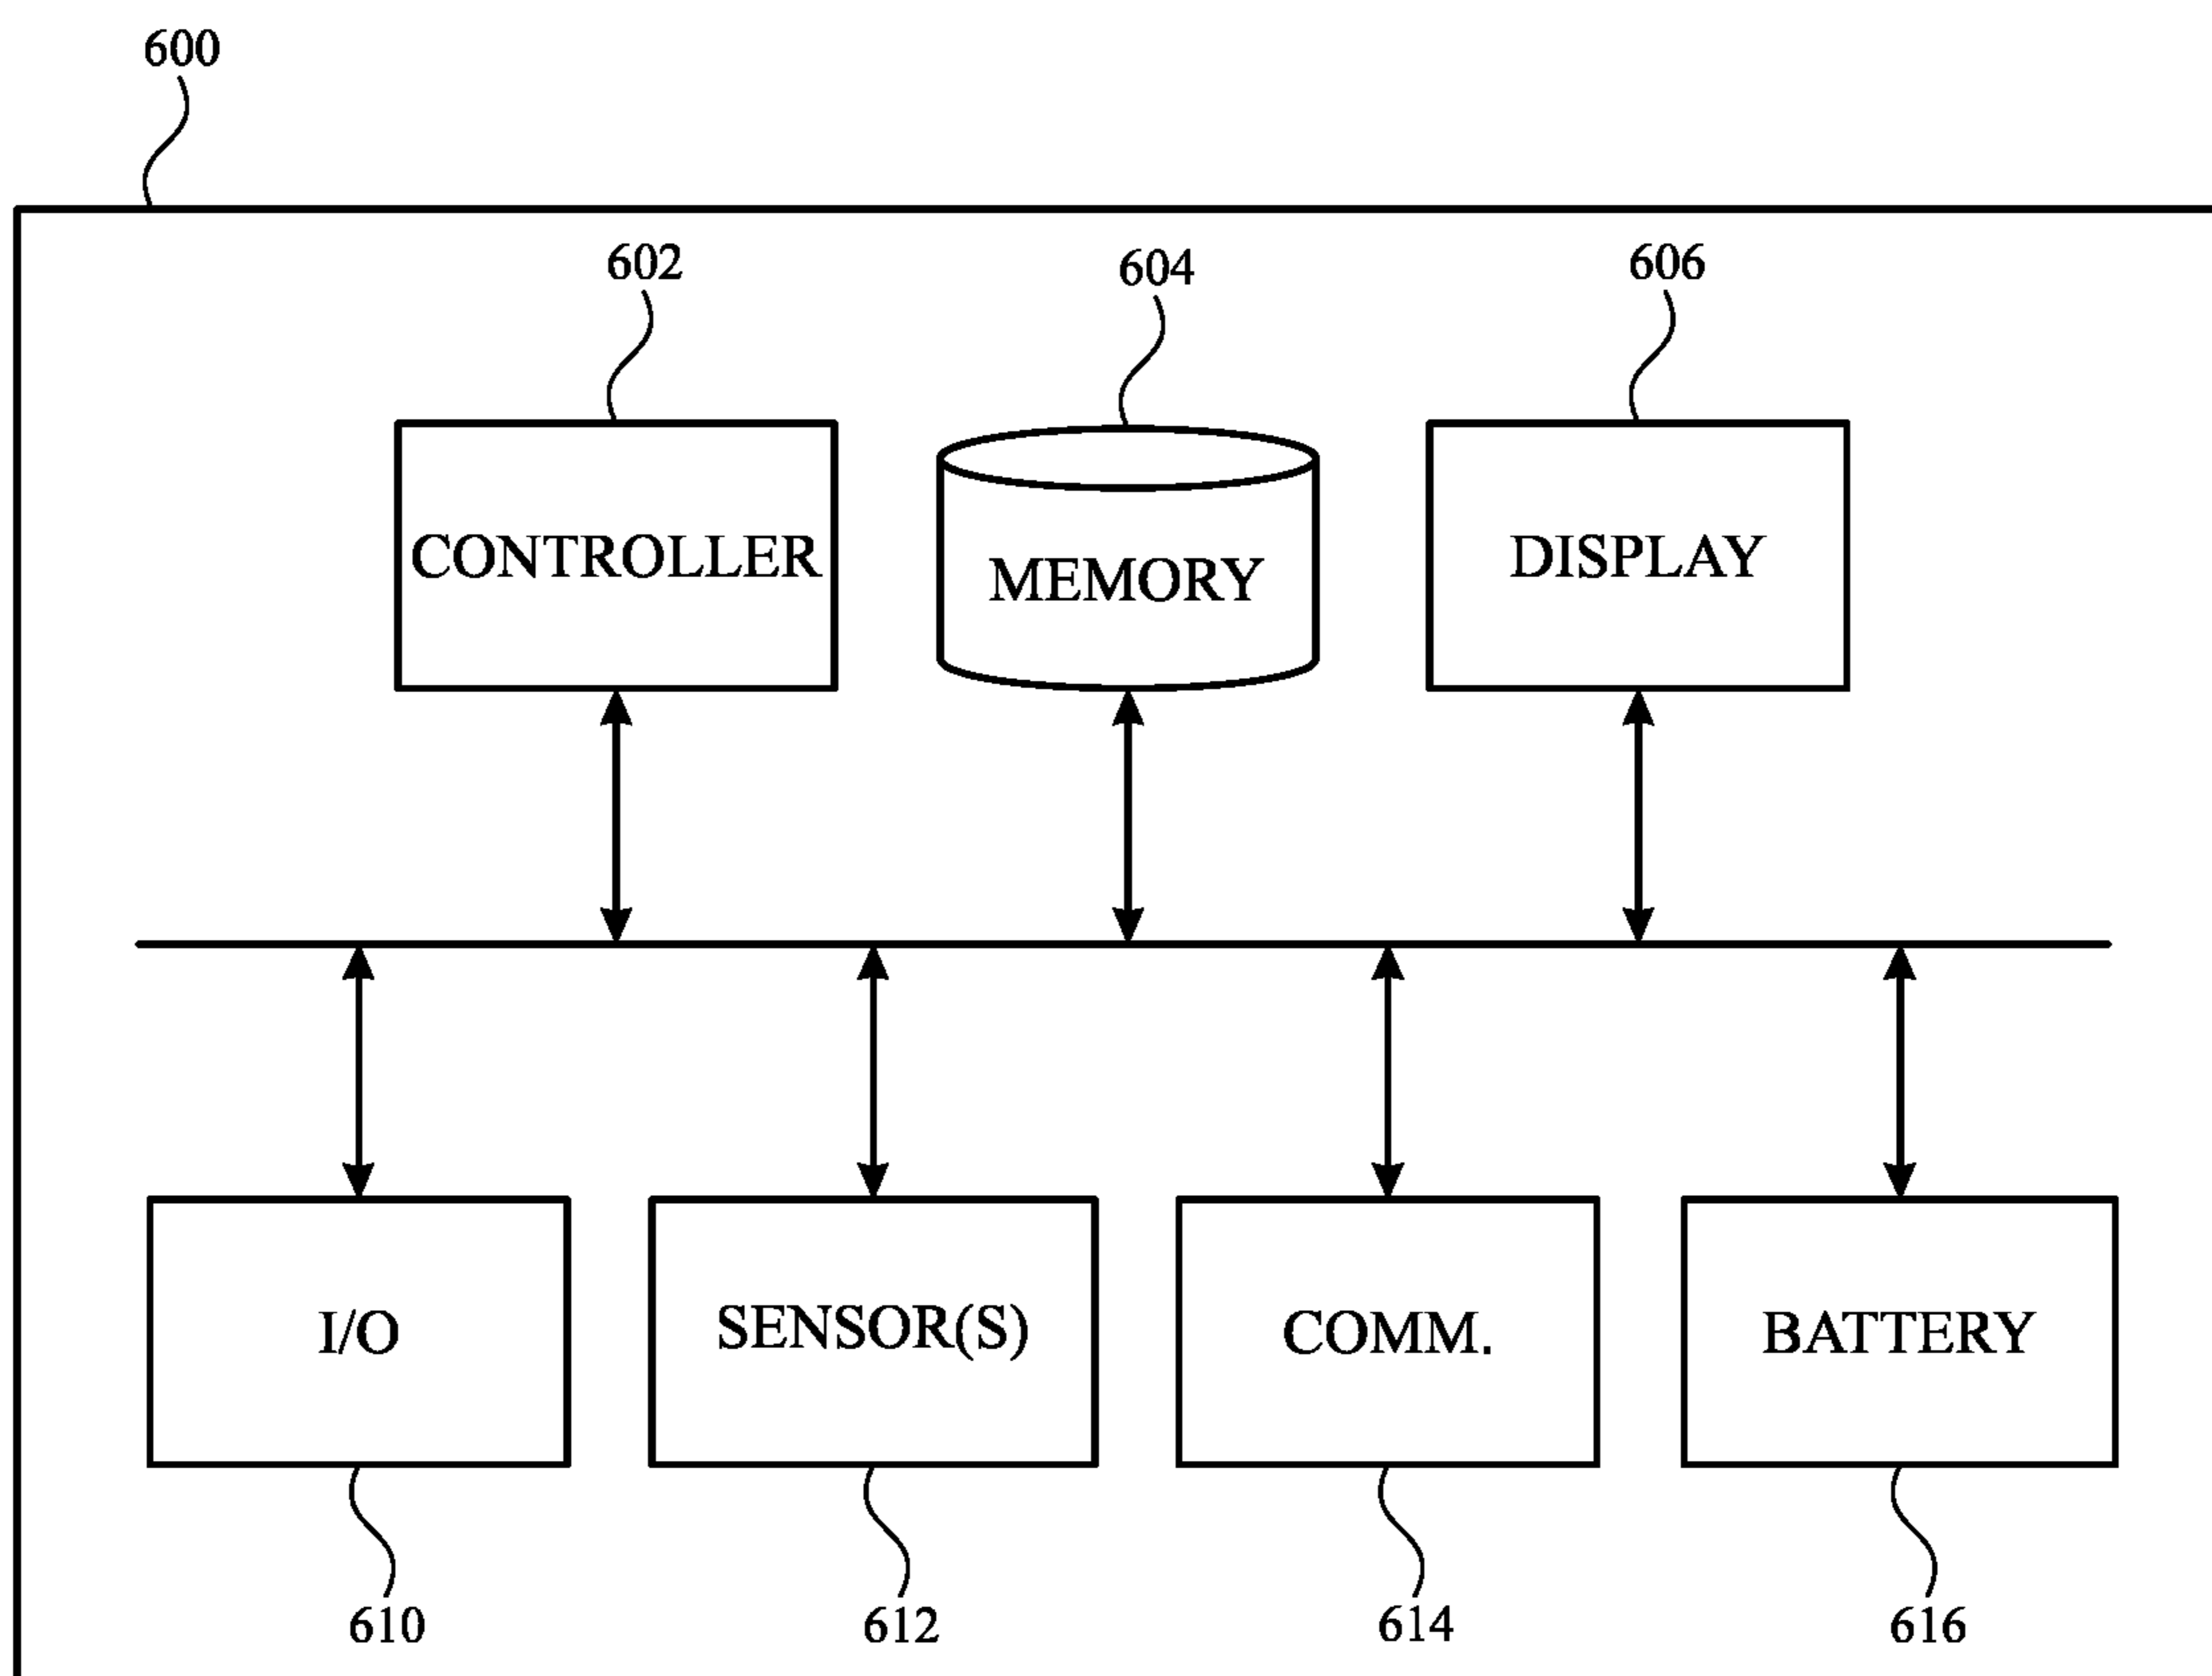 600
602
604
606
CONTROLLER
MEMORY
DISPLAY
I/O
SENSOR(S)
COMM.
BATTERY
610
612
614
616